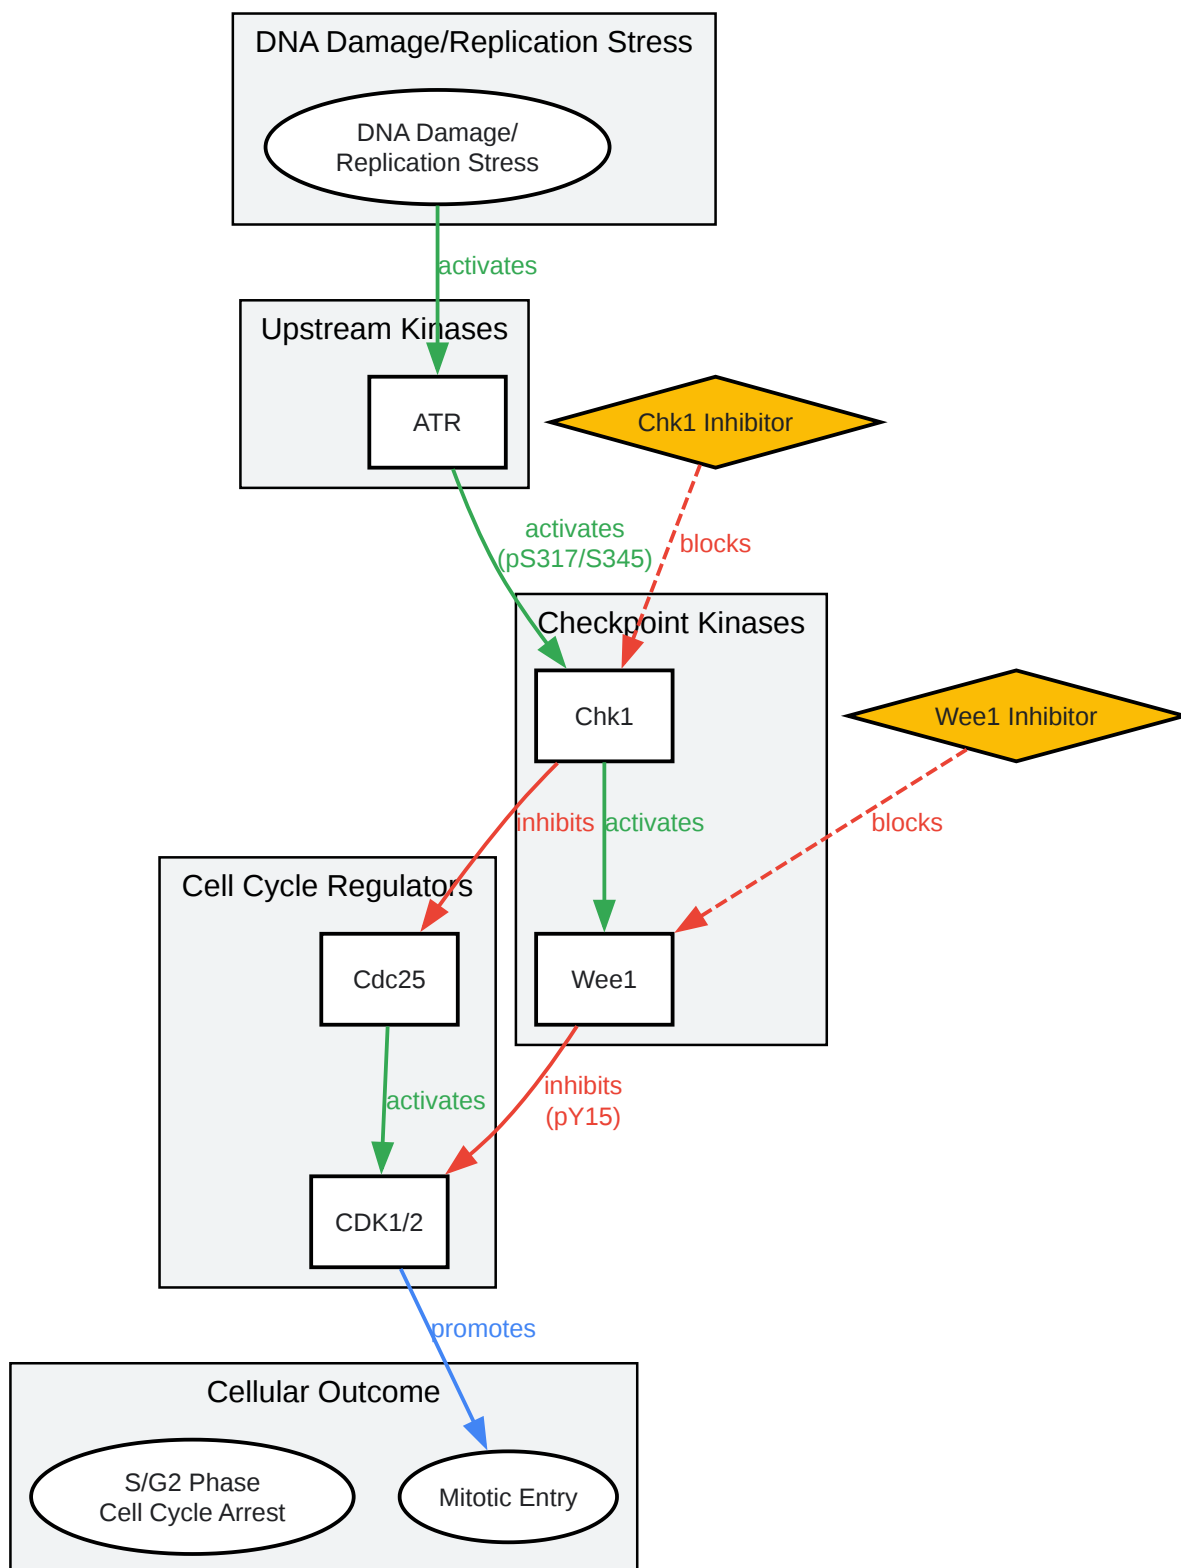 DNA Damage/Replication Stress
DNA Damage/
Replication Stress
activates
Upstream Kinases
ATR
Chk1 Inhibitor
activates
(pS317/S345)
blocks
Checkpoint Kinases
Chk1
Wee1 Inhibitor
inhibits
activates
blocks
Cell Cycle Regulators
Cdc25
Wee1
activates
inhibits
(pY15)
CDK1/2
promotes
Cellular Outcome
S/G2 Phase
Cell Cycle Arrest
Mitotic Entry